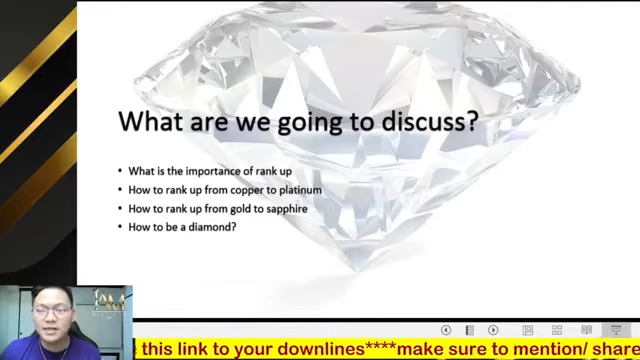 What are we going to discuss?
• What is the importance of rank up
• How to rank up from copper to platinum
• How to rank up from gold to sapphire
• How to be a diamond?
AM
this link to your downlines****make sure to mention/ share